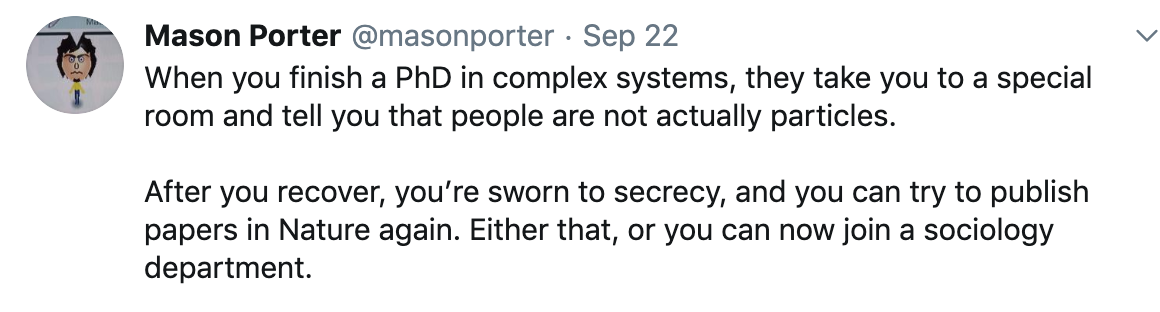 Mason Porter @masonporter · Sep 22
When you finish a PhD in complex systems, they take you to a special
room and tell you that people are not actually particles.
After you recover, you’re sworn to secrecy, and you can try to publish
papers in Nature again. Either that, or you can now join a sociology
department.